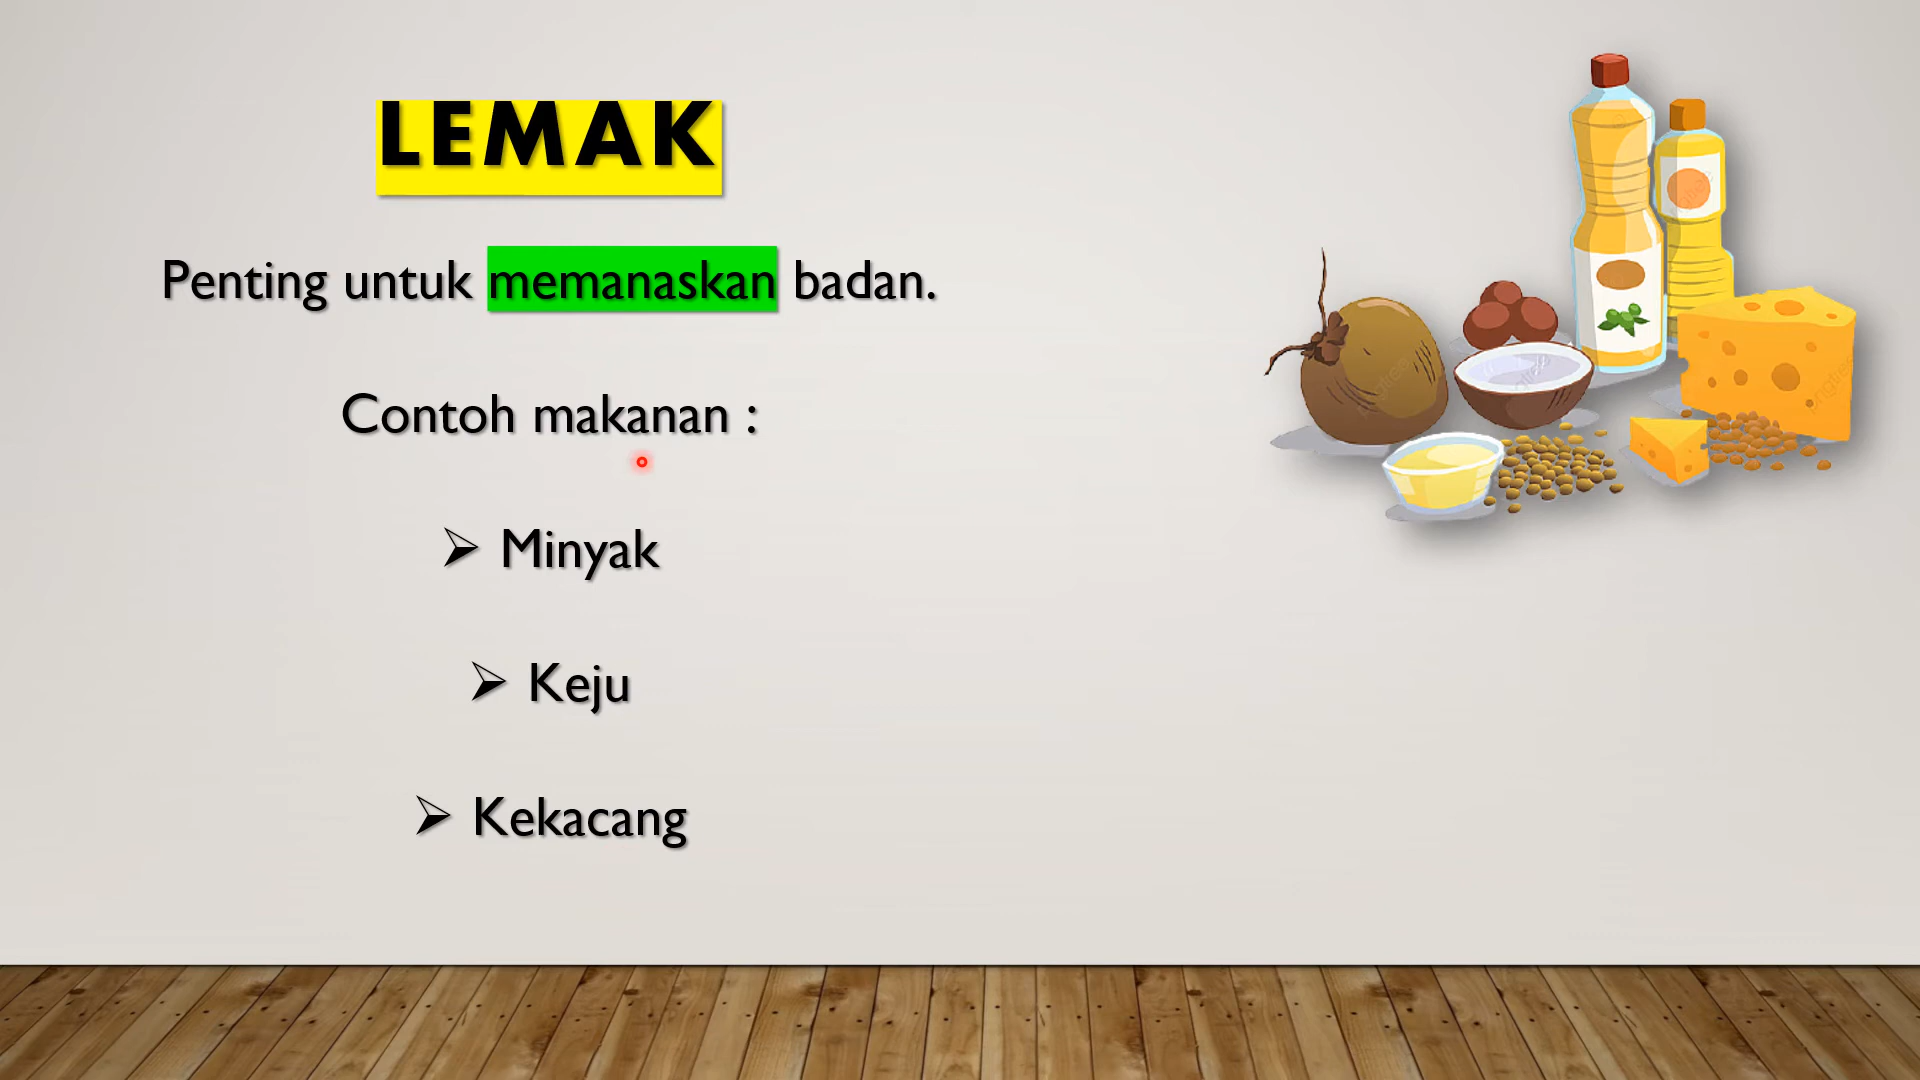 LEMAK
Penting untuk memanaskan badan.
Contoh makanan :
➢ Minyak
➢ Keju
➢ Kekacang